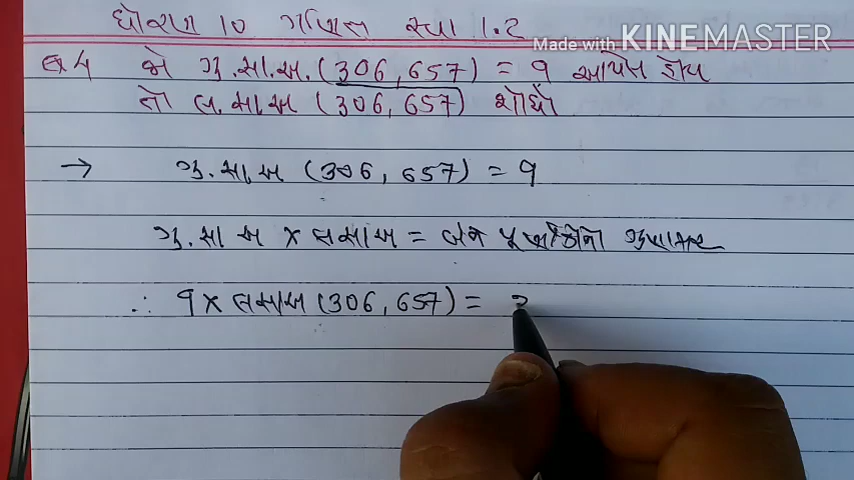 ધોરણ 10 ગણિત સ્વા 1.2
Made with KINEMASTER
દા 4 જો ગુ.સા.અ.(306,657) = 9 આપેલ હોય
તો લ.સાઅ (306,657) શોધો
→ ગુ.સા.અ (306, 657) = 9
ગુ.સા અ × લસાઅ = બંને પૂર્ણાંકોનો ગુણાકાર
∴ 9 × લસાઅ (306, 657) =